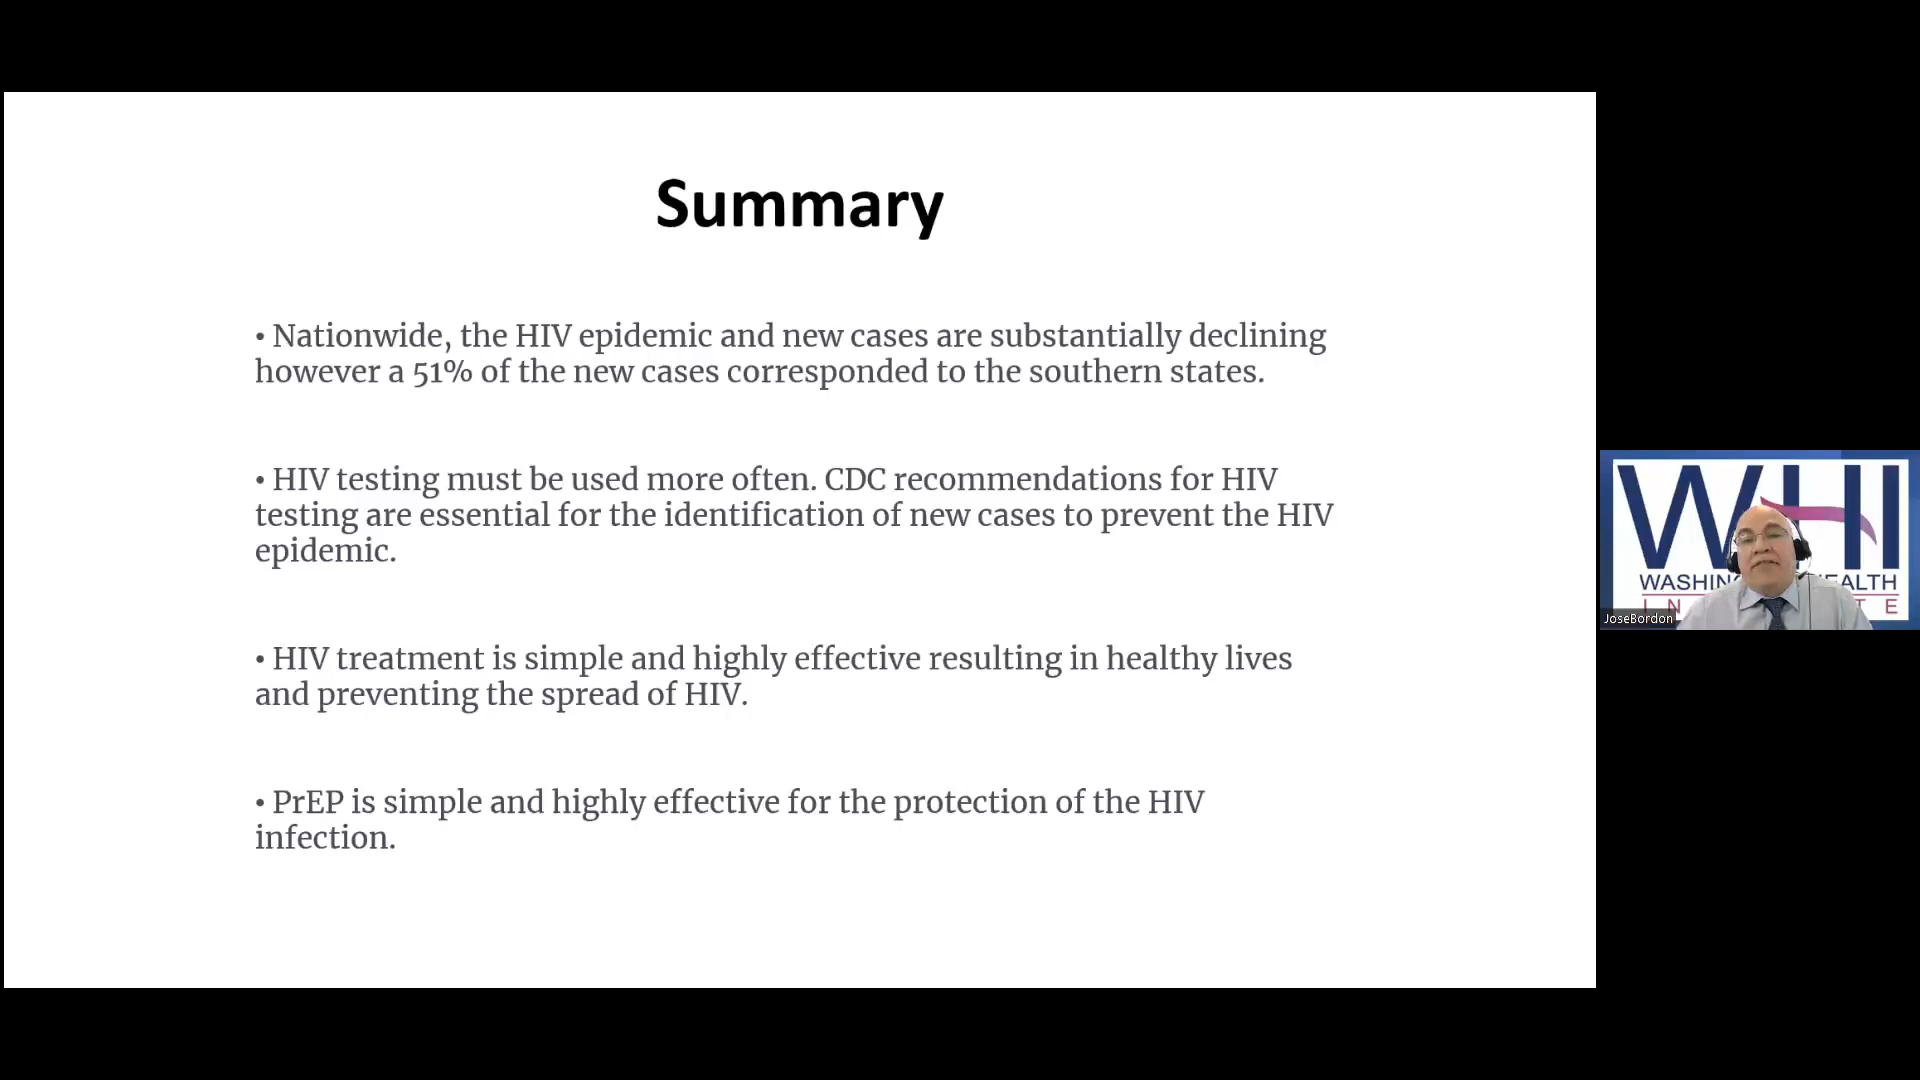 Summary
• Nationwide, the HIV epidemic and new cases are substantially declining
however a 51% of the new cases corresponded to the southern states.
• HIV testing must be used more often. CDC recommendations for HIV
testing are essential for the identification of new cases to prevent the HIV
epidemic.
• HIV treatment is simple and highly effective resulting in healthy lives
and preventing the spread of HIV.
• PrEP is simple and highly effective for the protection of the HIV
infection.
WHI
JoseBordon